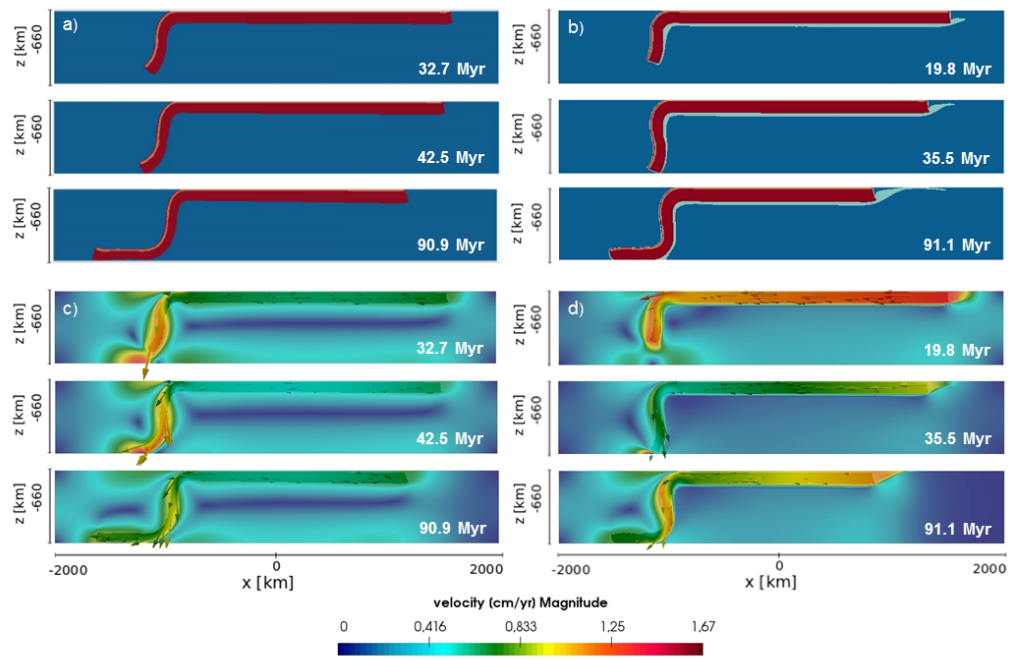 a)
z [km]
-660
32.7 Myr
z [km]
-660
42.5 Myr
z [km]
-660
90.9 Myr
b)
z [km]
-660
19.8 Myr
z [km]
-660
35.5 Myr
z [km]
-660
91.1 Myr
c)
z [km]
-660
32.7 Myr
z [km]
-660
42.5 Myr
z [km]
-660
90.9 Myr
-2000 0 2000
x [km]
d)
z [km]
-660
19.8 Myr
z [km]
-660
35.5 Myr
z [km]
-660
91.1 Myr
-2000 0 2000
x [km]
velocity (cm/yr) Magnitude
0 0,416 0,833 1,25 1,67